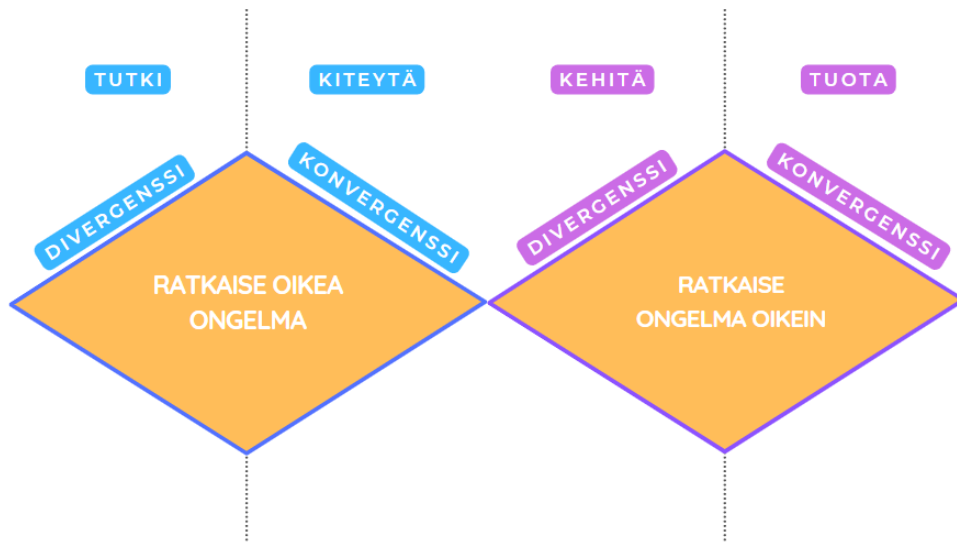 TUTKI
KITEYTÄ
KEHITÄ
TUOTA
DIVERGENSSI
KONVERGENSSI
DIVERGENSSI
KONVERGENSSI
RATKAISE OIKEA
ONGELMA
RATKAISE
ONGELMA OIKEIN